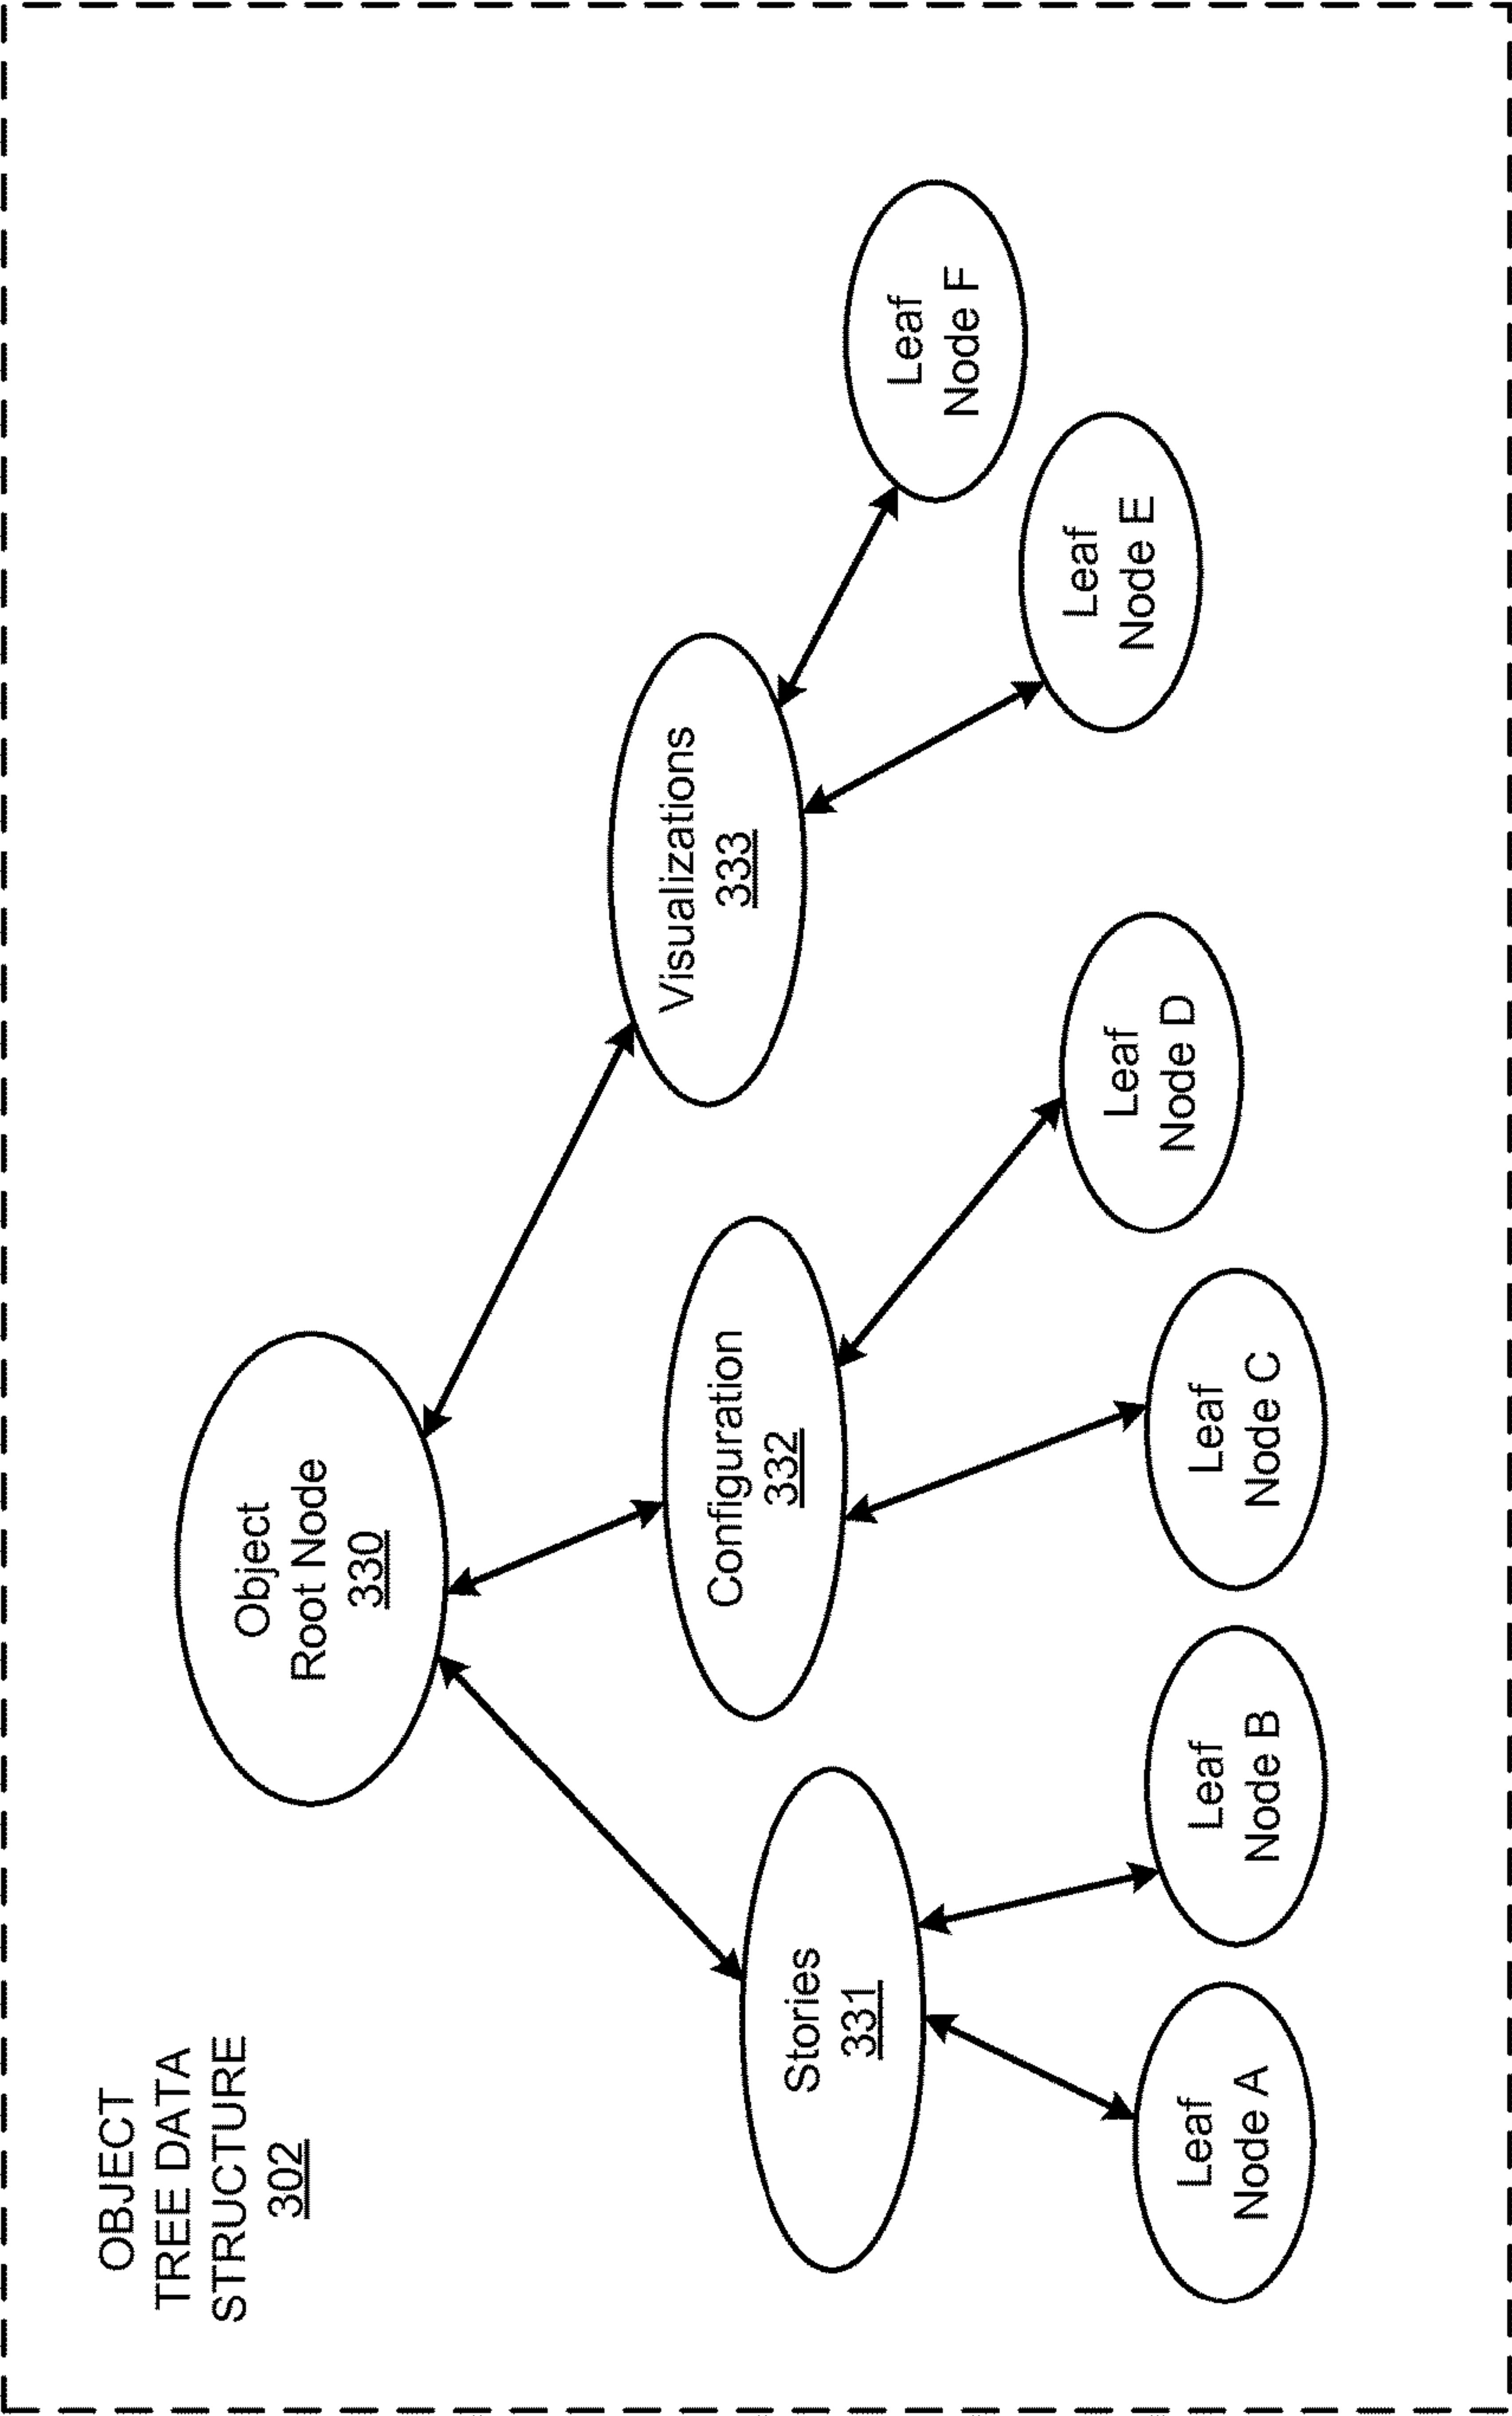 OBJECT
TREE DATA
STRUCTURE
302
Object
Root Node
330
Stories
331
Configuration
332
Visualizations
333
Leaf
Node A
Leaf
Node B
Leaf
Node C
Leaf
Node D
Leaf
Node E
Leaf
Node F